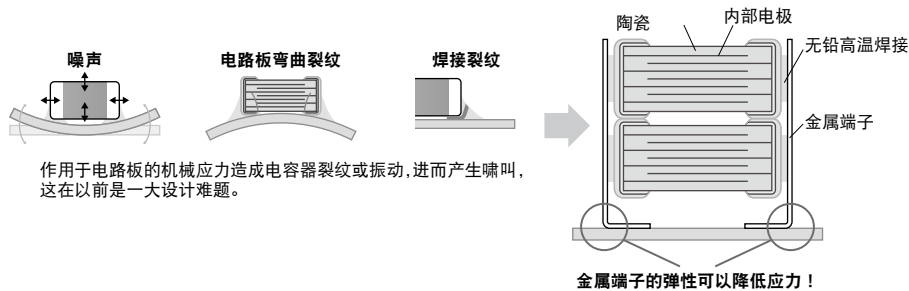 噪声
电路板弯曲裂纹
焊接裂纹
陶瓷
内部电极
无铅高温焊接
金属端子
作用于电路板的机械应力造成电容器裂纹或振动,进而产生啸叫,
这在以前是一大设计难题。
金属端子的弹性可以降低应力！